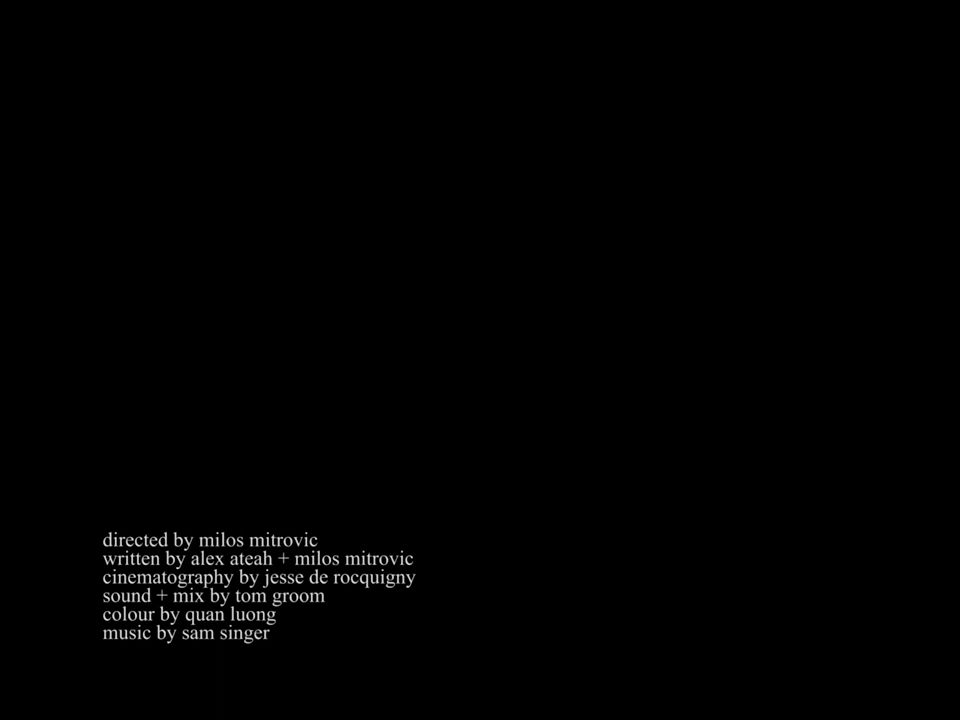 directed by milos mitrovic
written by alex ateah + milos mitrovic
cinematography by jesse de rocquigny
sound + mix by tom groom
colour by quan luong
music by sam singer